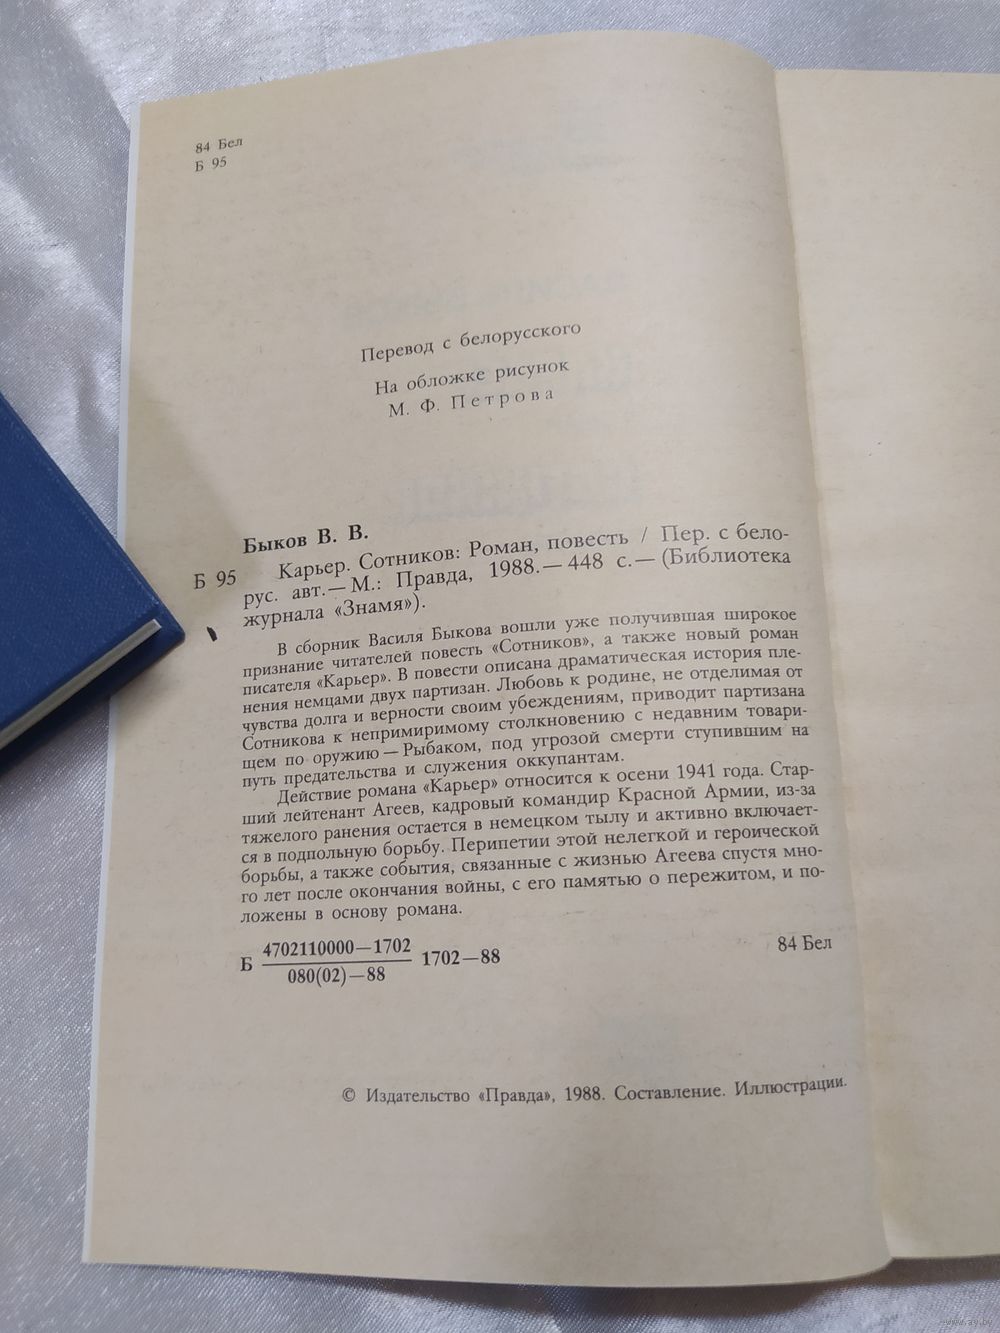 84 Бел
Б 95
Перевод с белорусского
На обложке рисунок
М. Ф. Петрова
Быков В. В.
Б 95 Карьер. Сотников: Роман, повесть / Пер. с бело-
рус. авт.— М.: Правда, 1988.— 448 с.— (Библиотека
журнала «Знамя»).
В сборник Василя Быкова вошли уже получившая широкое
признание читателей повесть «Сотников», а также новый роман
писателя «Карьер». В повести описана драматическая история пле-
нения немцами двух партизан. Любовь к родине, не отделимая от
чувства долга и верности своим убеждениям, приводит партизана
Сотникова к непримиримому столкновению с недавним товари-
щем по оружию — Рыбаком, под угрозой смерти ступившим на
путь предательства и служения оккупантам.
Действие романа «Карьер» относится к осени 1941 года. Стар-
ший лейтенант Агеев, кадровый командир Красной Армии, из-за
тяжелого ранения остается в немецком тылу и активно включает-
ся в подпольную борьбу. Перипетии этой нелегкой и героической
борьбы, а также события, связанные с жизнью Агеева спустя мно-
го лет после окончания войны, с его памятью о пережитом, и по-
ложены в основу романа.
Б 4702110000—1702
080(02)—88 1702—88
84 Бел
© Издательство «Правда», 1988. Составление. Иллюстрации.
www.ay.by